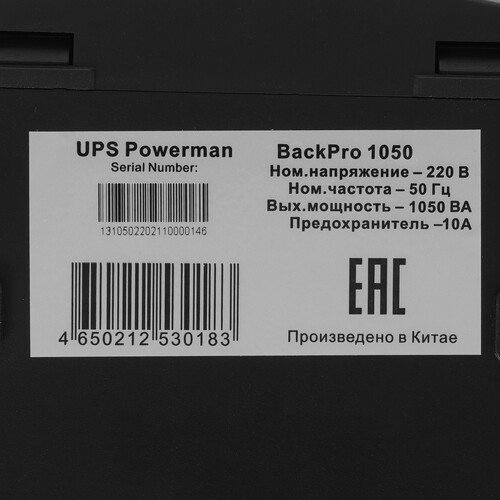 UPS Powerman
Serial Number:
1310502202110000146
4 650212 530183
BackPro 1050
Ном.напряжение – 220 В
Ном.частота – 50 Гц
Вых.мощность – 1050 ВА
Предохранитель –10А
EAC
Произведено в Китае